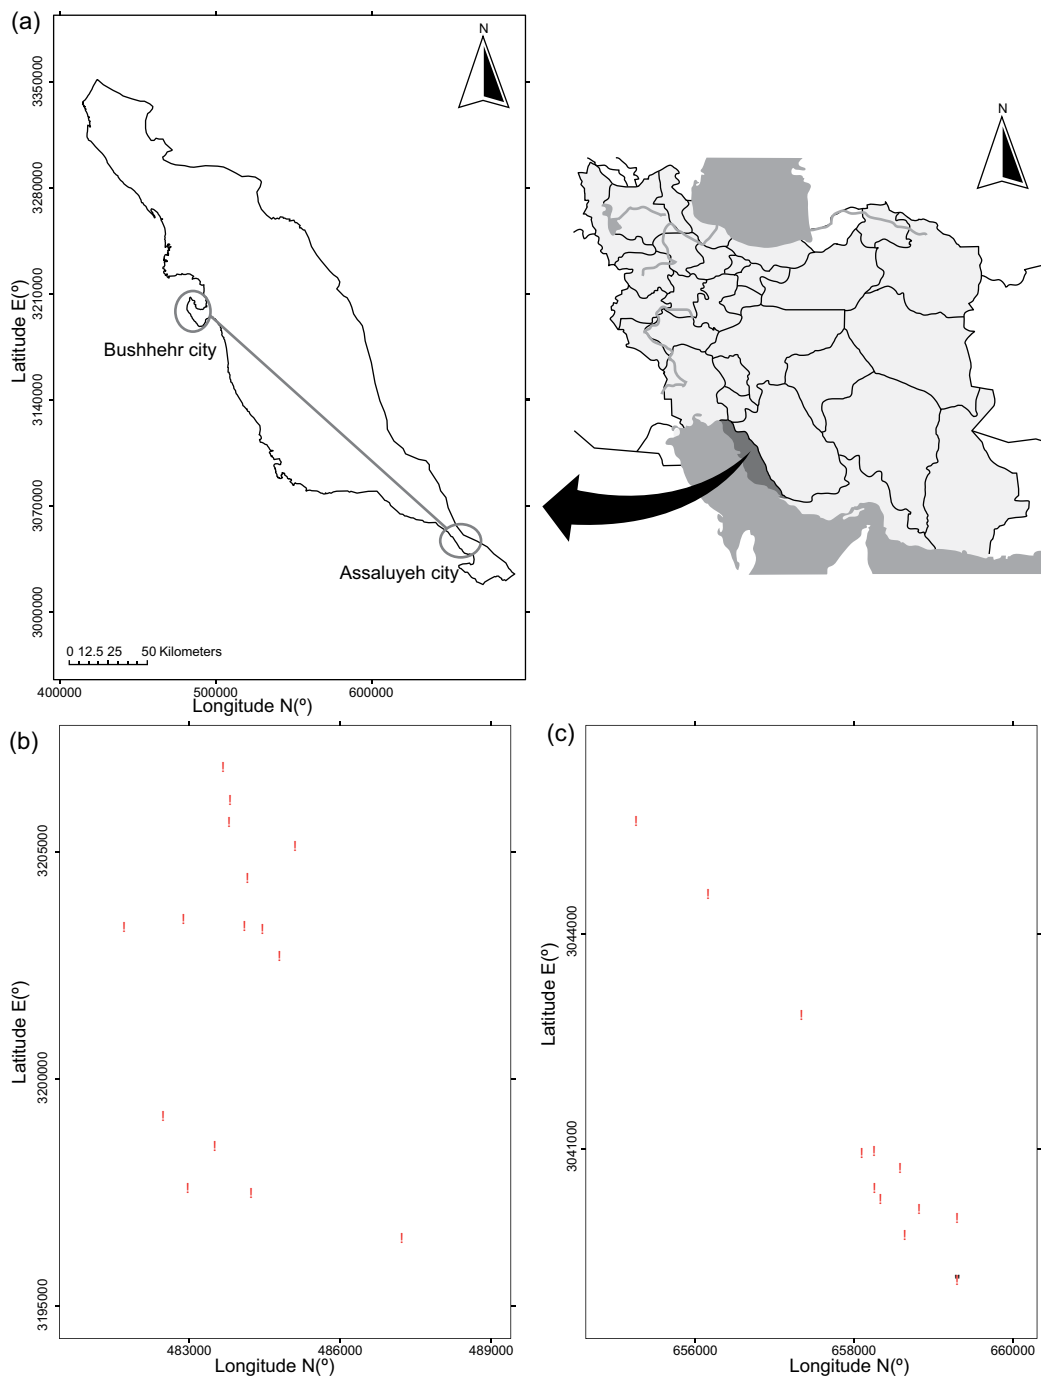 (a)
N
N
3350000
3280000
3210000
3140000
3070000
3000000
Latitude E(º)
Bushhehr city
Assaluyeh city
0 12.5 25 50 Kilometers
400000 500000 600000
Longitude N(º)
(b)
3205000
3200000
3195000
Latitude E(º)
! ! ! ! ! ! ! ! ! ! ! ! ! ! !
483000 486000 489000
Longitude N(º)
(c)
3044000
3041000
Latitude E(º)
! ! ! ! ! ! ! ! ! ! ! !
"
656000 658000 660000
Longitude N(º)